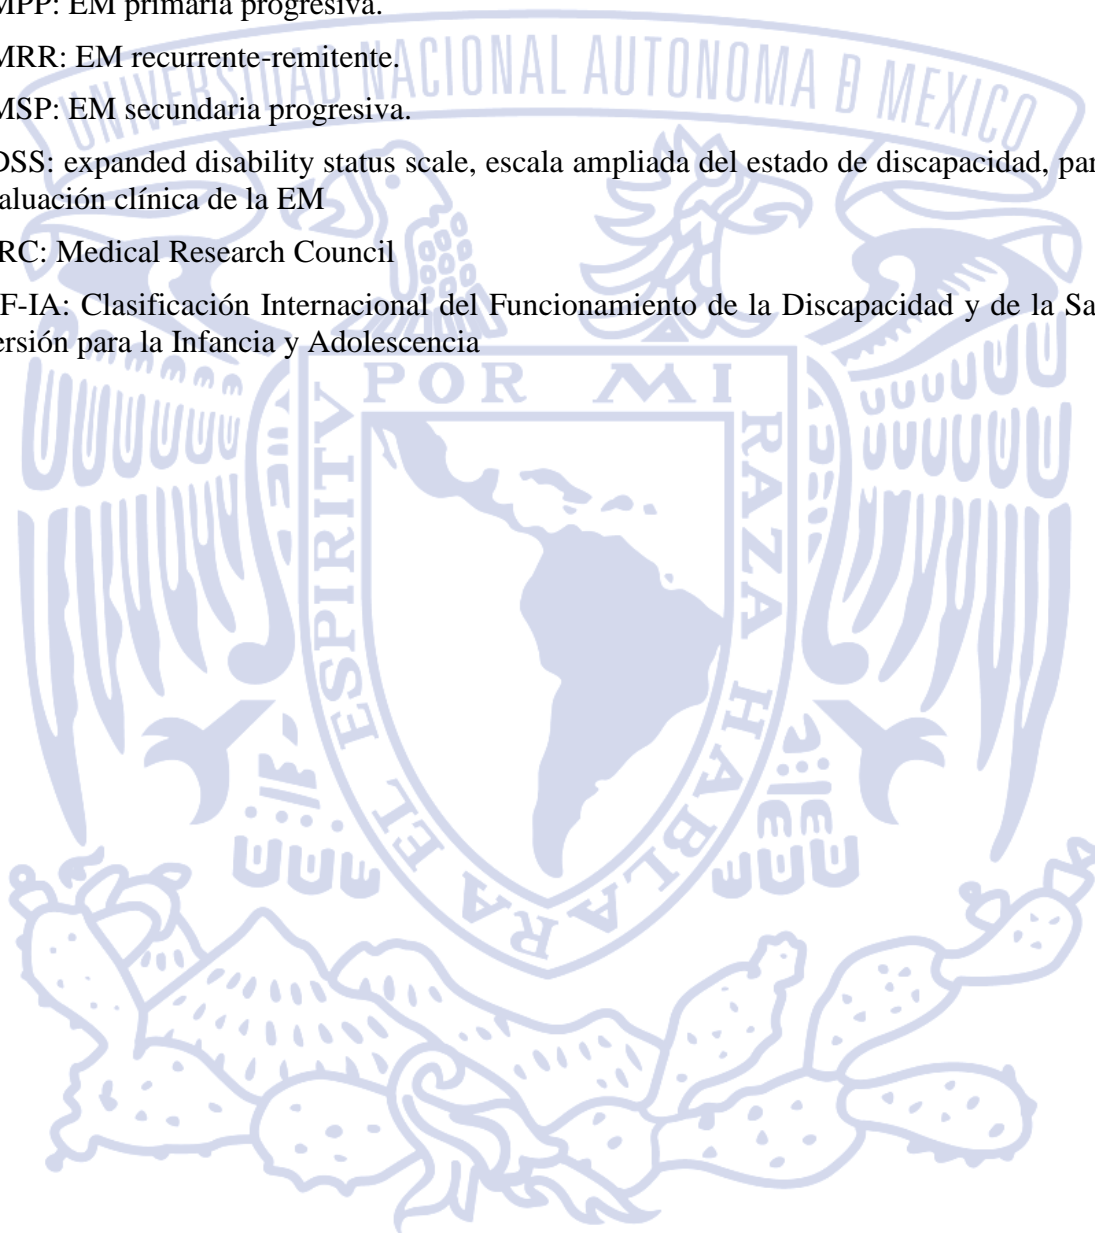 MPP: EM primaria progresiva.
MRR: EM recurrente-remitente.
MSP: EM secundaria progresiva.
DSS: expanded disability status scale, escala ampliada del estado de discapacidad, par
aluación clínica de la EM
RC: Medical Research Council
F-IA: Clasificación Internacional del Funcionamiento de la Discapacidad y de la Sa
ersión para la Infancia y Adolescencia
UNIVERSIDAD NACIONAL AUTONOMA D MEXICO
POR MI RAZA HABLARA EL ESPIRITV